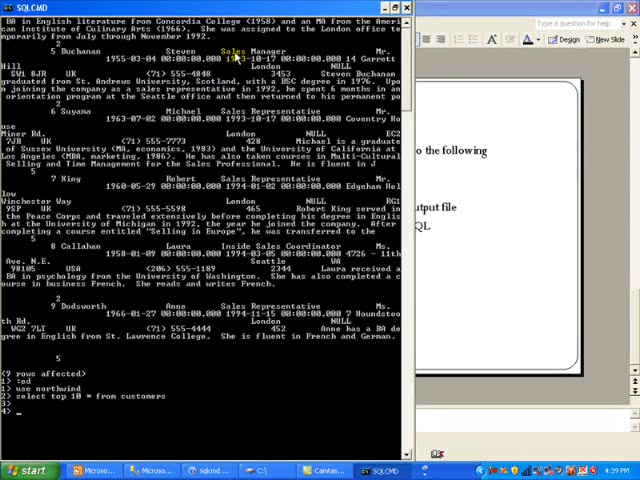 SQLCMD
BA in English literature from Concordia College (1958) and an MA from the Ameri
can Institute of Culinary Arts (1966).  She was assigned to the London office te
mporarily from July through November 1992.
2
5 Buchanan Steven Sales Manager Mr.
1955-03-04 00:00:00.000 1993-10-17 00:00:00.000 14 Garrett
Hill London NULL
SW1 8JR UK (71) 555-4848 3453 Steven Buchanan
graduated from St. Andrews University, Scotland, with a BSC degree in 1976.  Upo
n joining the company as a sales representative in 1992, he spent 6 months in an
orientation program at the Seattle office and then returned to his permanent po
2
6 Suyama Michael Sales Representative Mr.
1963-07-02 00:00:00.000 1993-10-17 00:00:00.000 Coventry Ho
use
Miner Rd. London NULL EC2
7JR UK (71) 555-7773 428 Michael is a graduate
of Sussex University (MA, economics, 1983) and the University of California at
Los Angeles (MBA, marketing, 1986).  He has also taken courses in Multi-Cultural
Selling and Time Management for the Sales Professional.  He is fluent in J
5
7 King Robert Sales Representative Mr.
1960-05-29 00:00:00.000 1994-01-02 00:00:00.000 Edgeham Hol
low
Winchester Way London NULL RG1
9SP UK (71) 555-5598 465 Robert King served in
the Peace Corps and traveled extensively before completing his degree in Englis
h at the University of Michigan in 1992, the year he joined the company.  After
completing a course entitled "Selling in Europe", he was transferred to the
5
8 Callahan Laura Inside Sales Coordinator Ms.
1958-01-09 00:00:00.000 1994-03-05 00:00:00.000 4726 - 11th
Ave. N.E. Seattle WA
98105 USA (206) 555-1189 2344 Laura received a
BA in psychology from the University of Washington.  She has also completed a c
ourse in business French.  She reads and writes French.
2
9 Dodsworth Anne Sales Representative Ms.
1966-01-27 00:00:00.000 1994-11-15 00:00:00.000 7 Houndstoo
th Rd. London NULL
WG2 7LT UK (71) 555-4444 452 Anne has a BA de
gree in English from St. Lawrence College.  She is fluent in French and German.
5
(9 rows affected)
1> :ed
1> use northwind
2> select top 10 * from customers
3>
4> _
Type a question for help
Design
New Slide
o the following
utput file
QL
start
Microso...
Microso...
sqlcmd
C:\
Camtas...
SQLCMD
4:39 PM